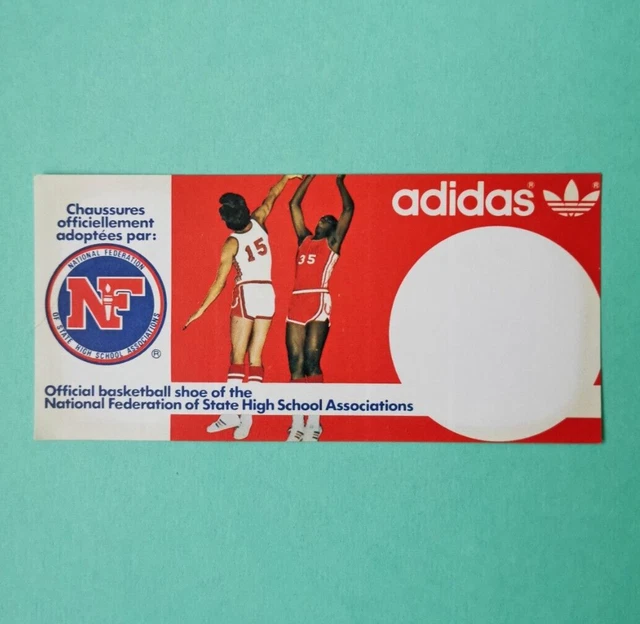 Chaussures
officiellement
adoptées par:
NATIONAL FEDERATION
NF
OF STATE HIGH SCHOOL ASSOCIATIONS
®
15
35
adidas®
®
Official basketball shoe of the
National Federation of State High School Associations